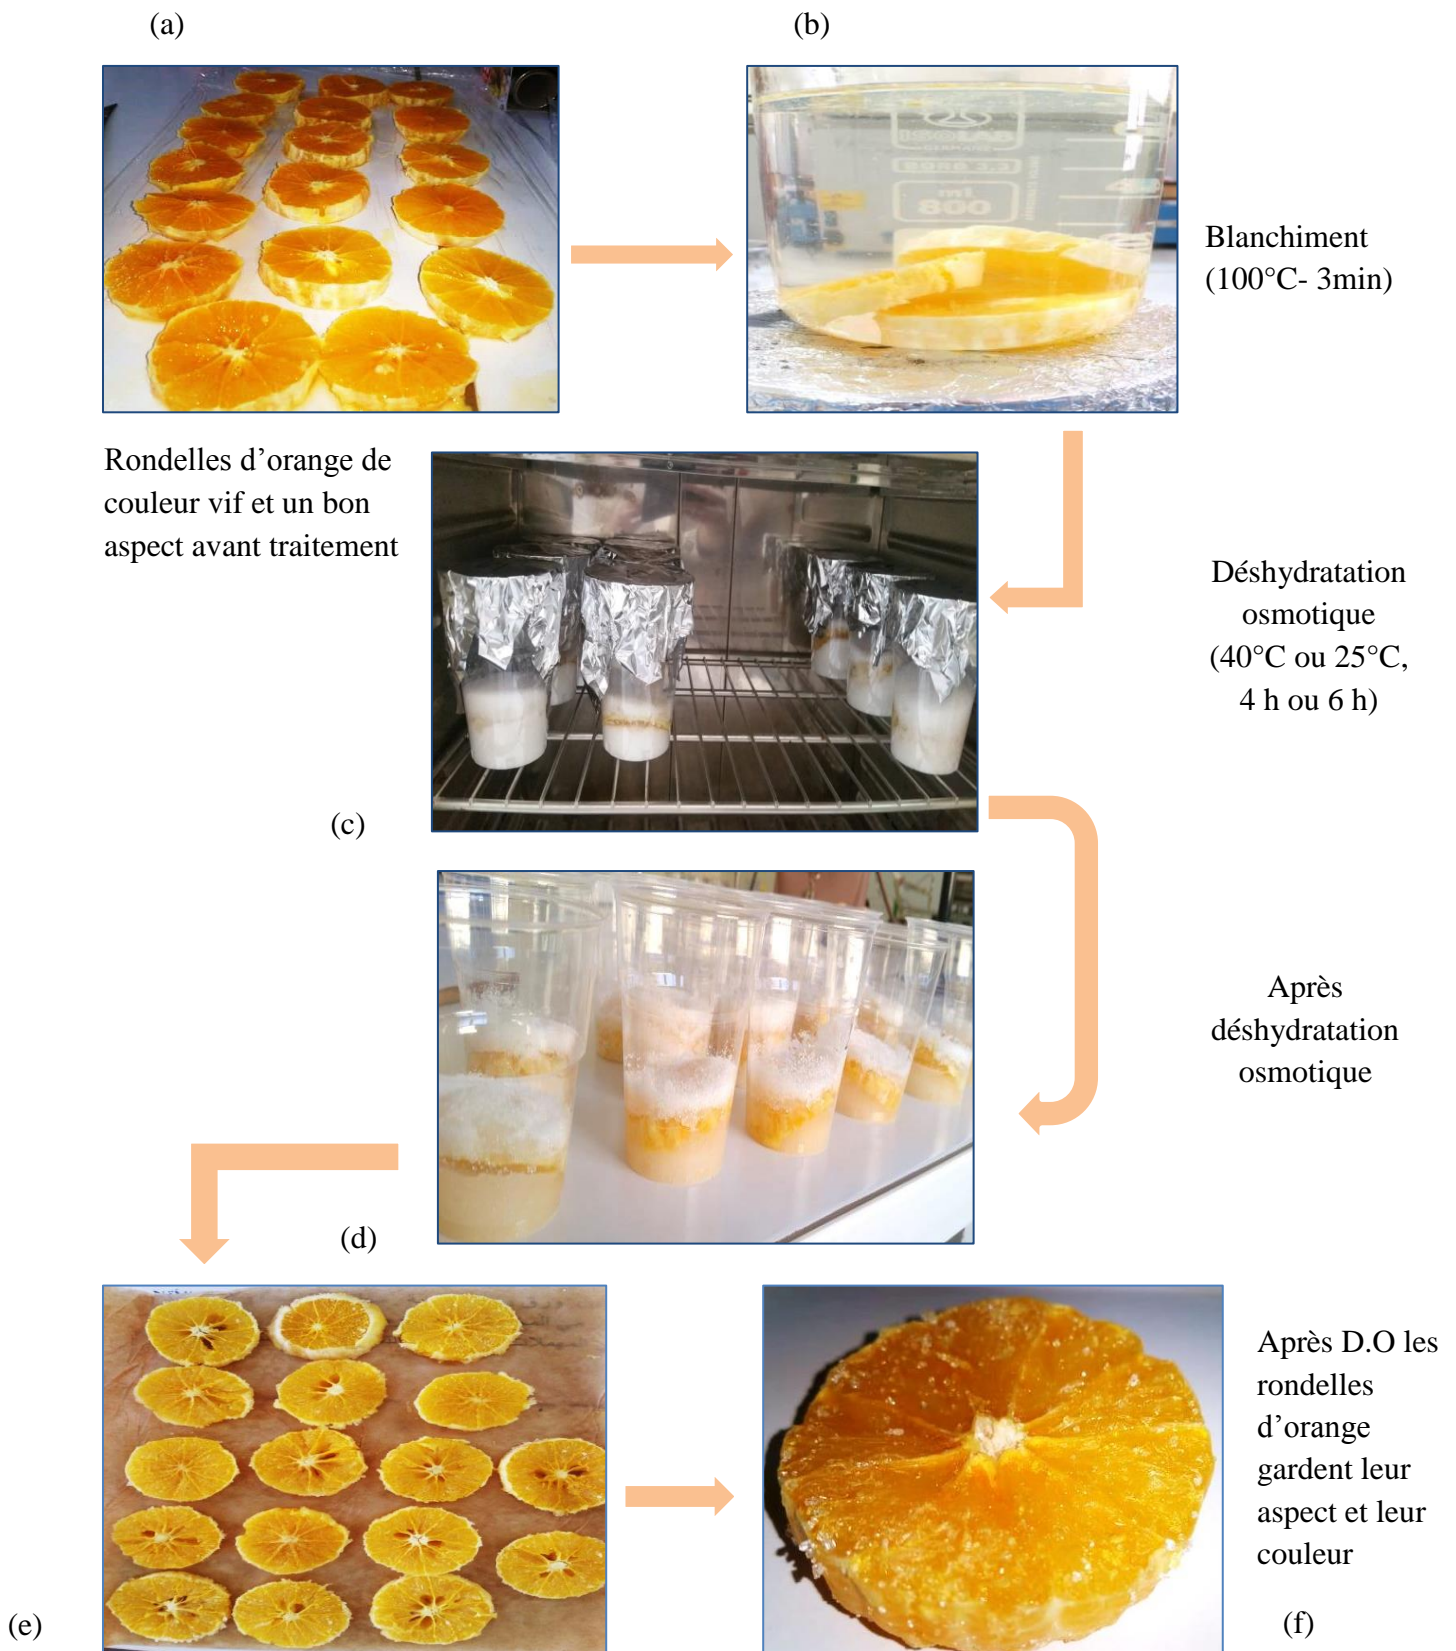 (a)
(b)
Blanchiment
(100°C- 3min)
Rondelles d’orange de
couleur vif et un bon
aspect avant traitement
Déshydratation
osmotique
(40°C ou 25°C,
4 h ou 6 h)
(c)
Après
déshydratation
osmotique
(d)
Après D.O les
rondelles
d’orange
gardent leur
aspect et leur
couleur
(e)
(f)